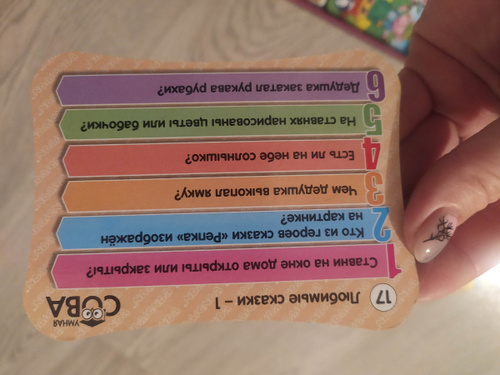 УМНАЯ
СОВА
17 Любимые сказки – 1
1 Ставни на окне дома открыты или закрыты?
2 Кто из героев сказки «Репка» изображён
на картинке?
3 Чем дедушка выкопал ямку?
4 Есть ли на небе солнышко?
5 На ставнях нарисованы цветы или бабочки?
6 Дедушка закатал рукава рубахи?